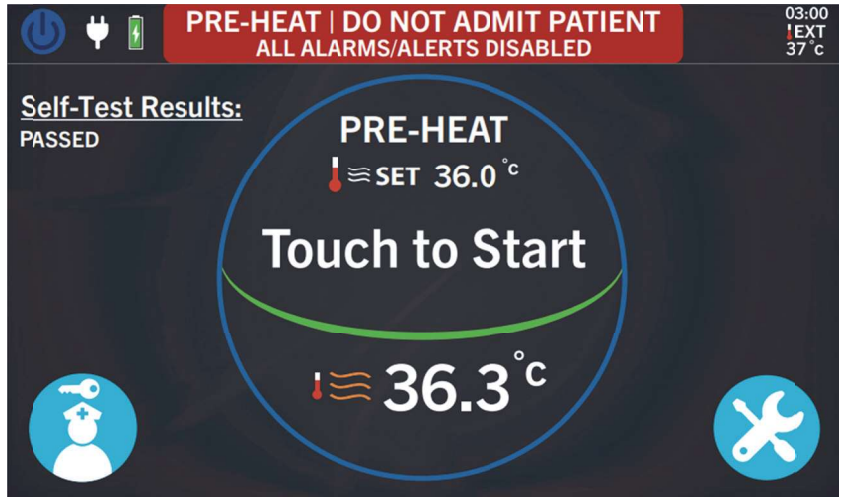 PRE-HEAT | DO NOT ADMIT PATIENT
ALL ALARMS/ALERTS DISABLED
03:00
EXT
37 °c
Self-Test Results:
PASSED
PRE-HEAT
SET 36.0 °c
Touch to Start
36.3 °c